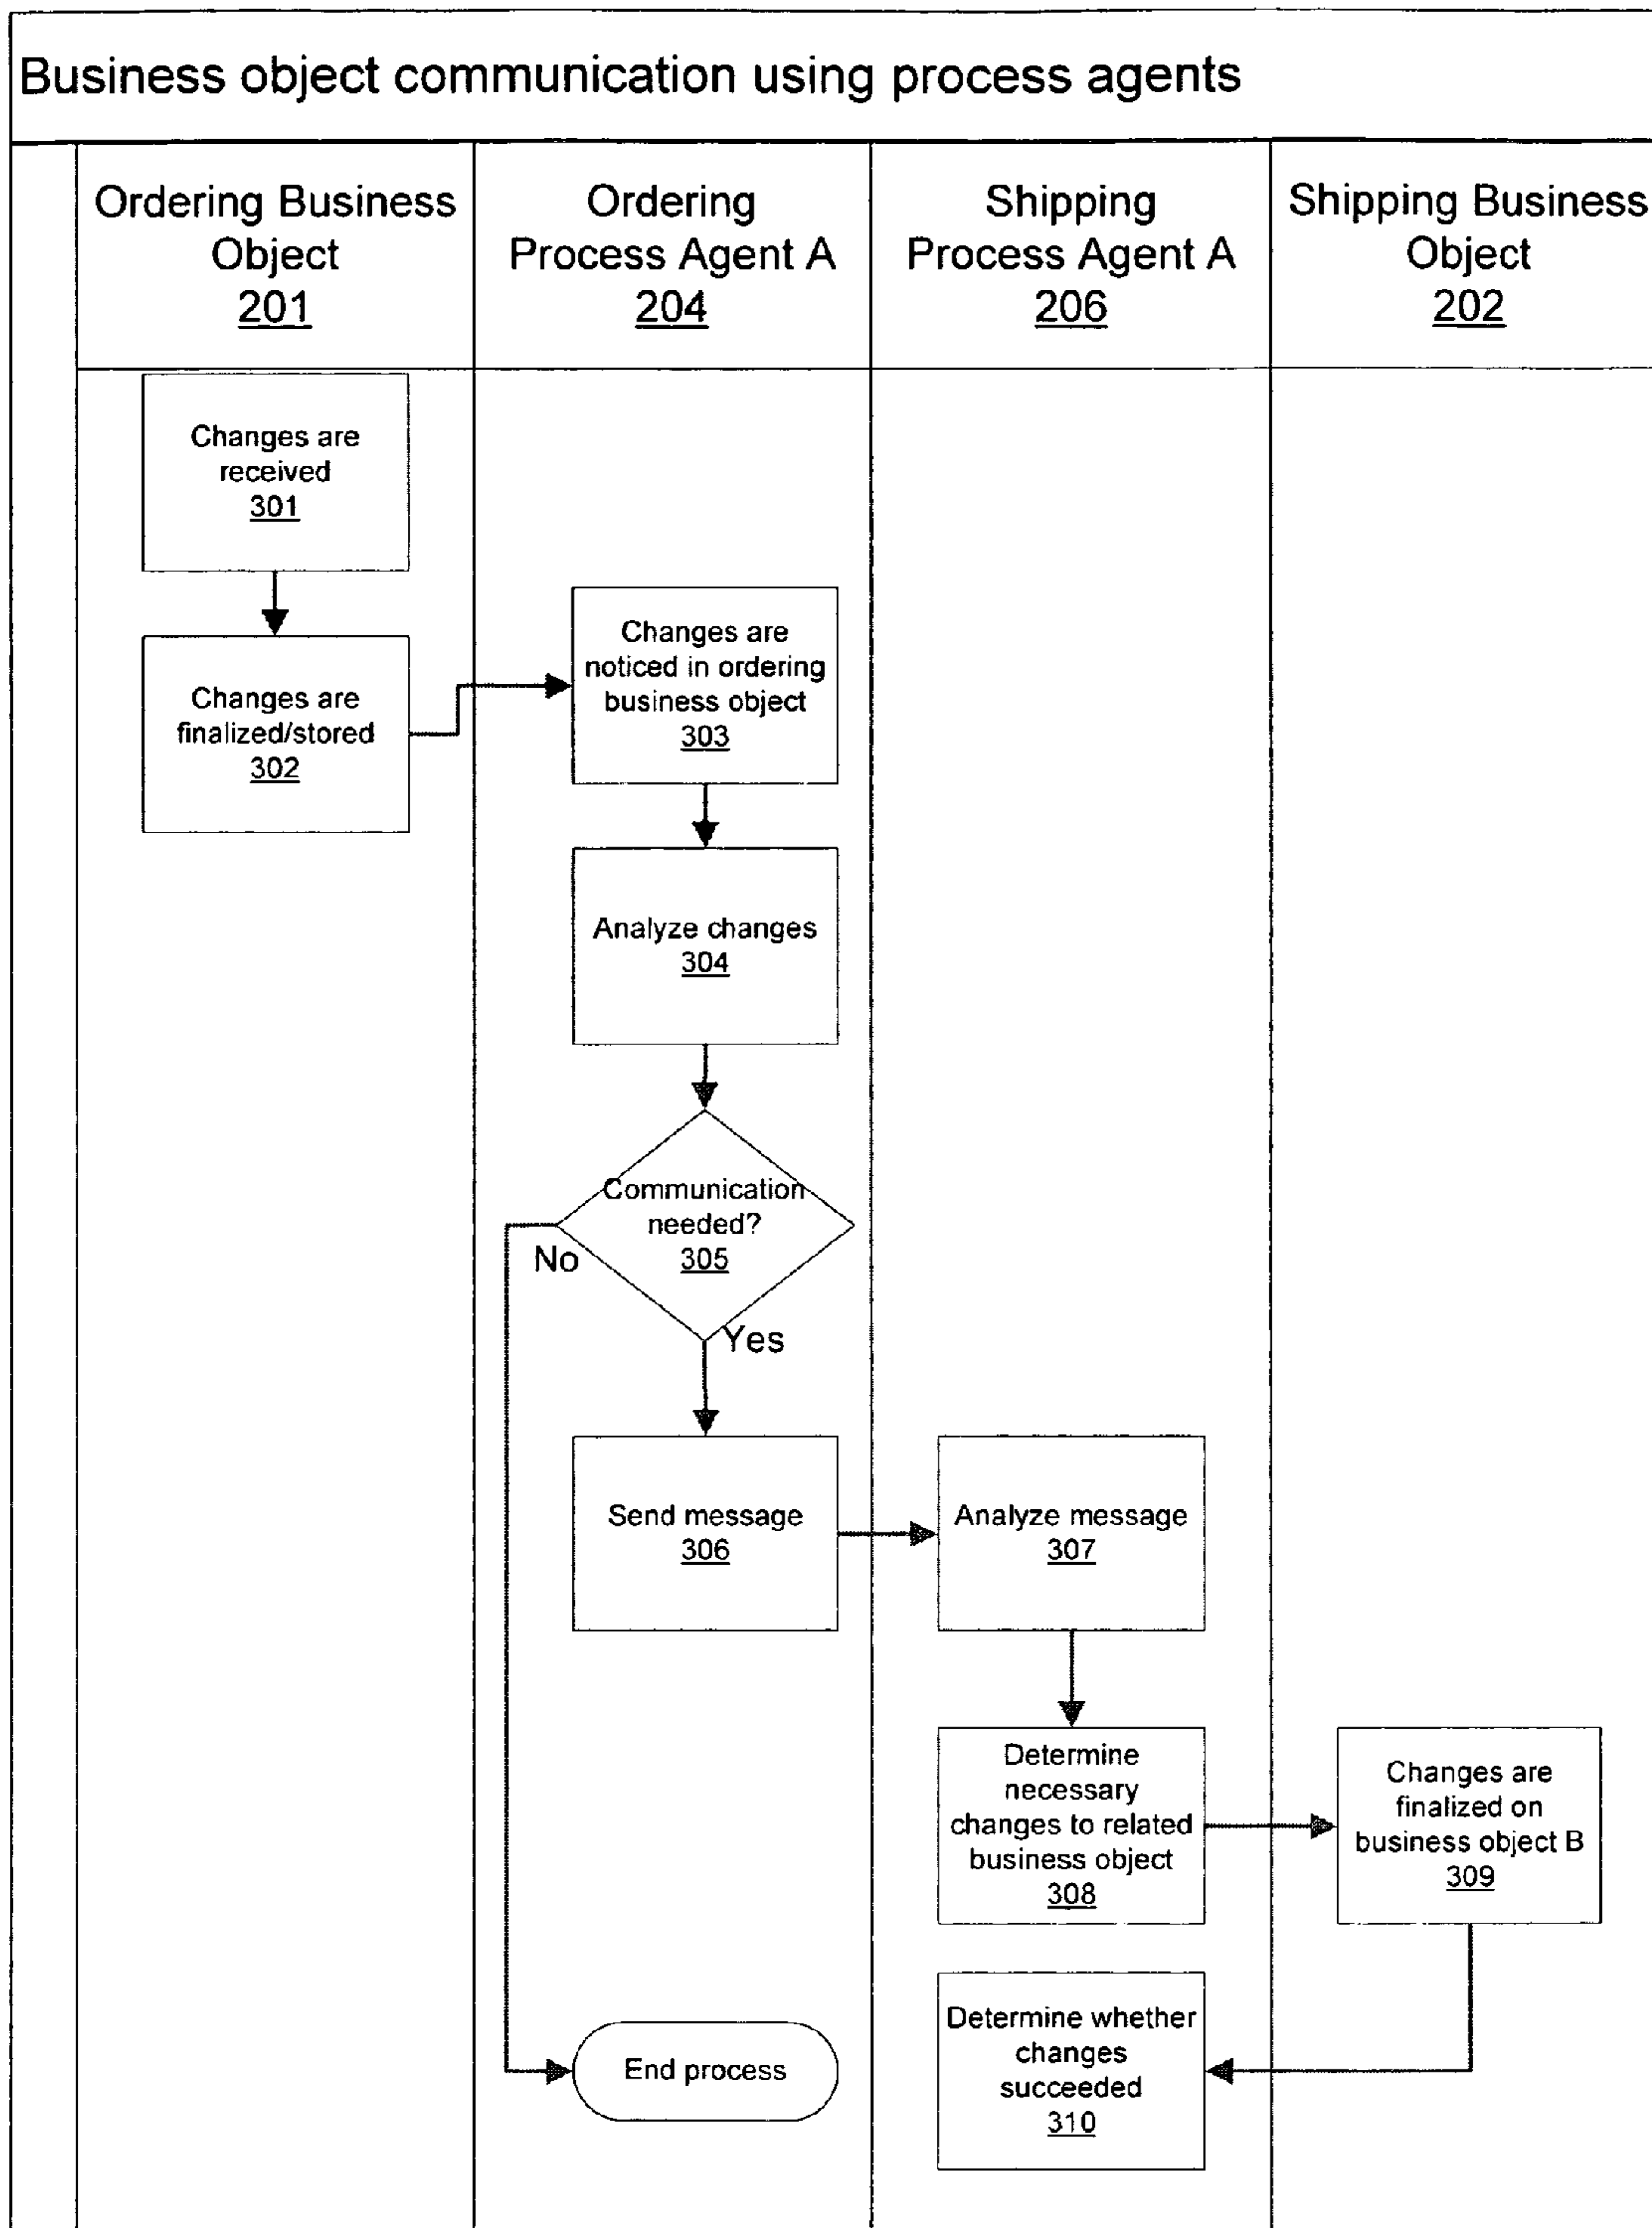 Business object communication using process agents
Ordering Business
Object
201
Ordering
Process Agent A
204
Shipping
Process Agent A
206
Shipping Business
Object
202
Changes are
received
301
Changes are
finalized/stored
302
Changes are
noticed in ordering
business object
303
Analyze changes
304
Communication
needed?
305
No
Yes
Send message
306
Analyze message
307
Determine
necessary
changes to related
business object
308
Changes are
finalized on
business object B
309
End process
Determine whether
changes
succeeded
310